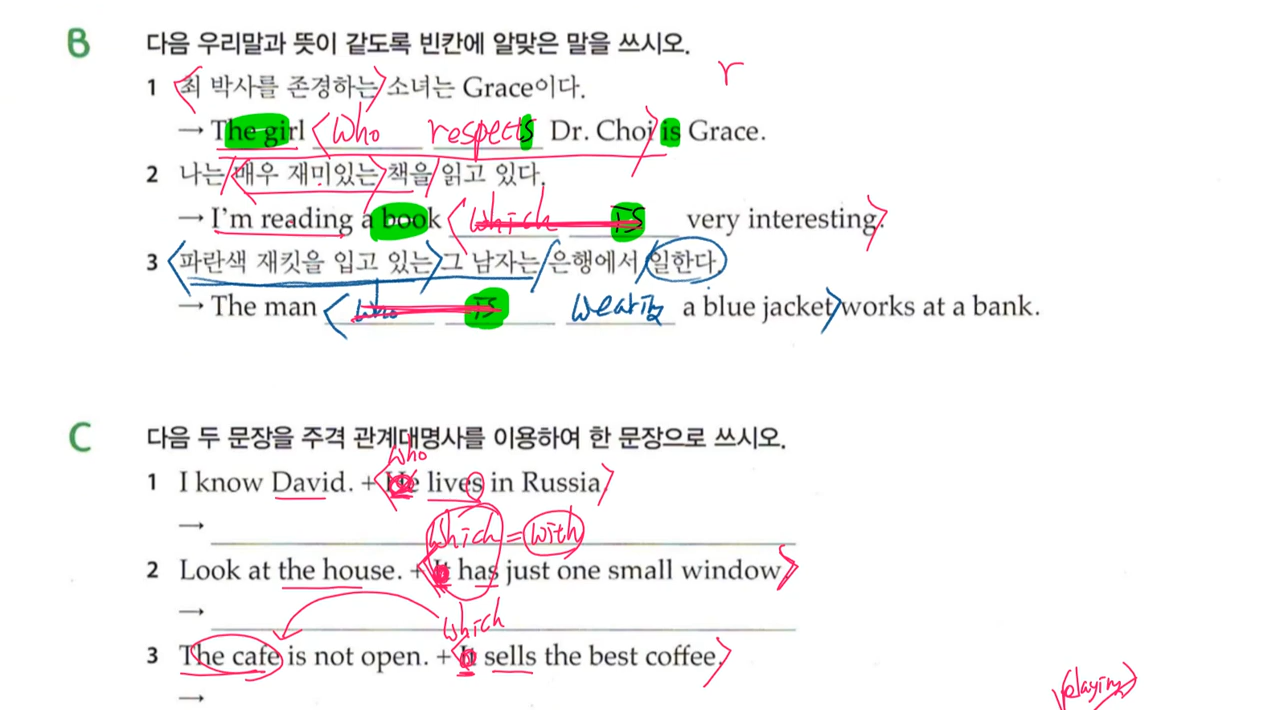 B 다음 우리말과 뜻이 같도록 빈칸에 알맞은 말을 쓰시오.
r
1 최 박사를 존경하는 소녀는 Grace이다.
→ The girl who respects Dr. Choi is Grace.
2 나는 매우 재미있는 책을 읽고 있다.
→ I'm reading a book which is very interesting.
3 파란색 재킷을 입고 있는 그 남자는 은행에서 일한다.
→ The man who is wearing a blue jacket works at a bank.
C 다음 두 문장을 주격 관계대명사를 이용하여 한 문장으로 쓰시오.
who
1 I know David. + He lives in Russia.
→
which = with
2 Look at the house. + It has just one small window.
→
which
3 The cafe is not open. + It sells the best coffee.
playing
→